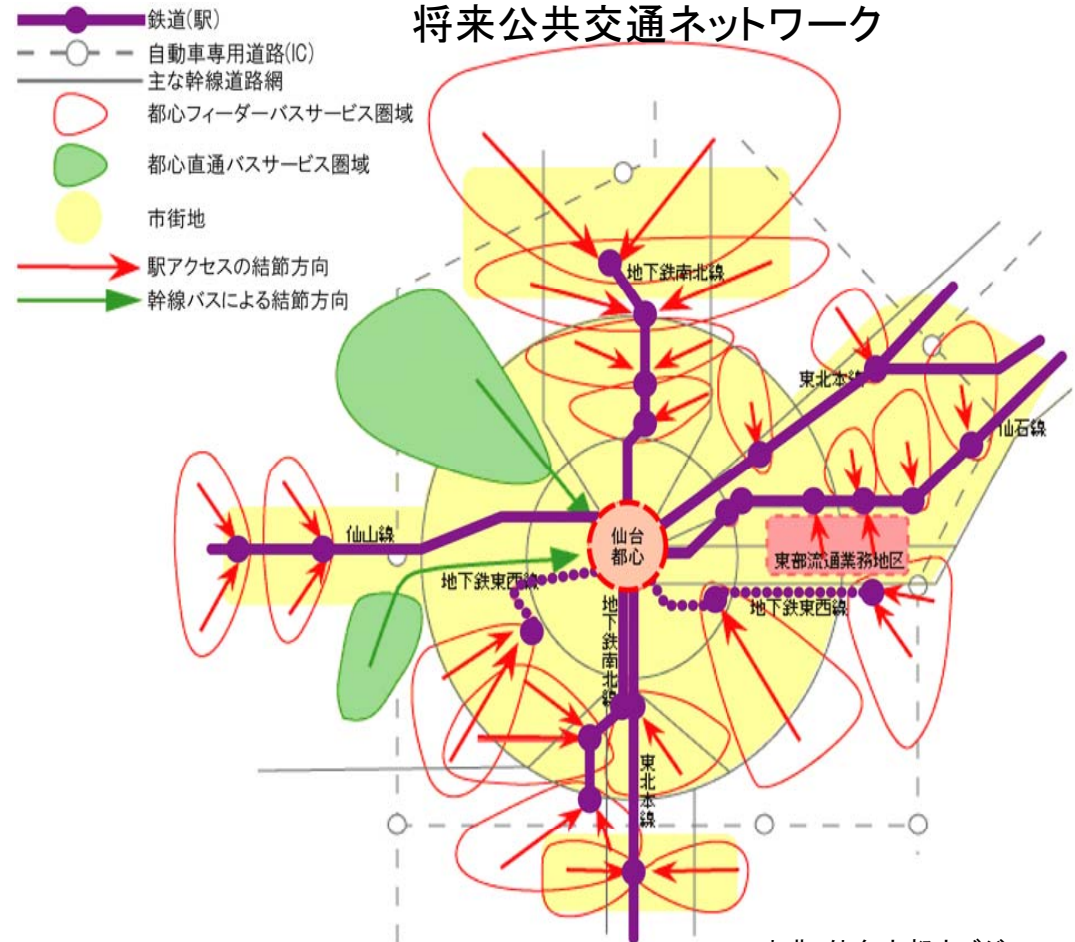 将来公共交通ネットワーク
鉄道(駅)
自動車専用道路(IC)
主な幹線道路網
都心フィーダーバスサービス圏域
都心直通バスサービス圏域
市街地
駅アクセスの結節方向
幹線バスによる結節方向
地下鉄南北線
東北本線
仙石線
仙山線
仙台
都心
東部流通業務地区
地下鉄東西線
地下鉄東西線
地下鉄南北線
東北本線